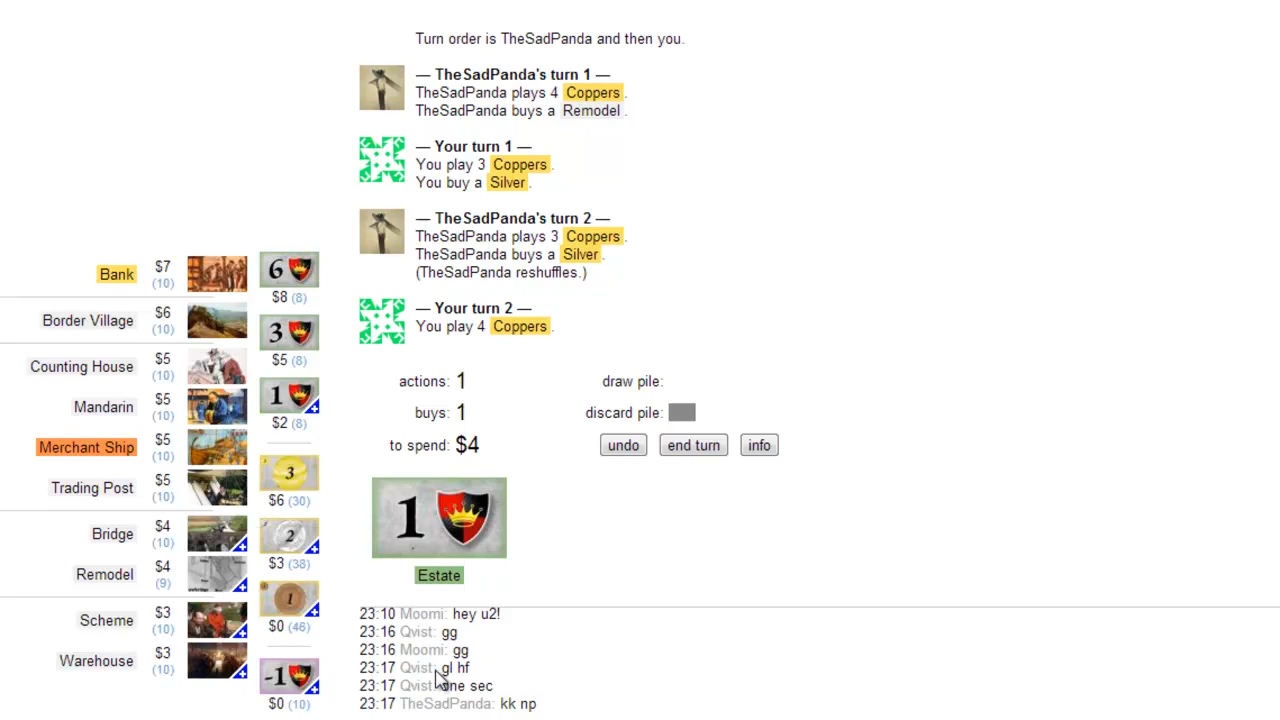 Turn order is TheSadPanda and then you.
— TheSadPanda's turn 1 —
TheSadPanda plays 4 Coppers.
TheSadPanda buys a Remodel.
— Your turn 1 —
You play 3 Coppers.
You buy a Silver.
— TheSadPanda's turn 2 —
TheSadPanda plays 3 Coppers.
TheSadPanda buys a Silver.
(TheSadPanda reshuffles.)
— Your turn 2 —
You play 4 Coppers.
Bank $7 (10)
Border Village $6 (10)
Counting House $5 (10)
Mandarin $5 (10)
Merchant Ship $5 (10)
Trading Post $5 (10)
Bridge $4 (10)
Remodel $4 (9)
Scheme $3 (10)
Warehouse $3 (10)
6
$8 (8)
3
$5 (8)
1
$2 (8)
3
$6 (30)
2
$3 (38)
1
$0 (46)
-1
$0 (10)
actions: 1 draw pile:
buys: 1 discard pile:
to spend: $4 undo end turn info
1
Estate
23:10 Moomi: hey u2!
23:16 Qvist: gg
23:16 Moomi: gg
23:17 Qvist: gl hf
23:17 Qvist: one sec
23:17 TheSadPanda: kk np